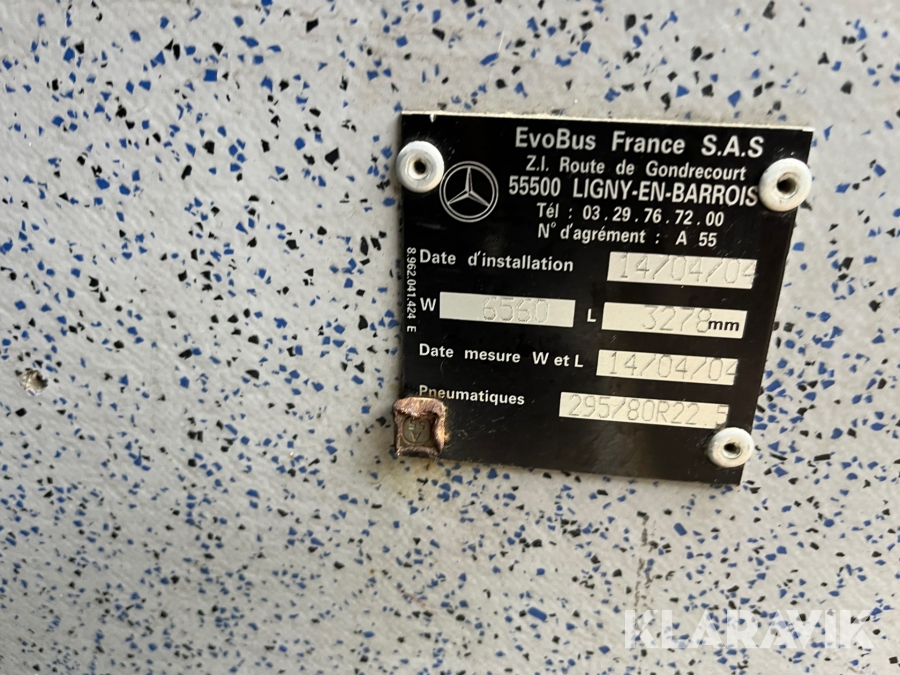 EvoBus France S.A.S
Z.I. Route de Gondrecourt
55500 LIGNY-EN-BARROIS
Tél : 03.29.76.72.00
N° d'agrément : A 55
Date d'installation 14/04/04
W 6560 L 3278 mm
Date mesure W et L 14/04/04
Pneumatiques 295/80R22.5
8.962.041.424 E
KLARAVIK